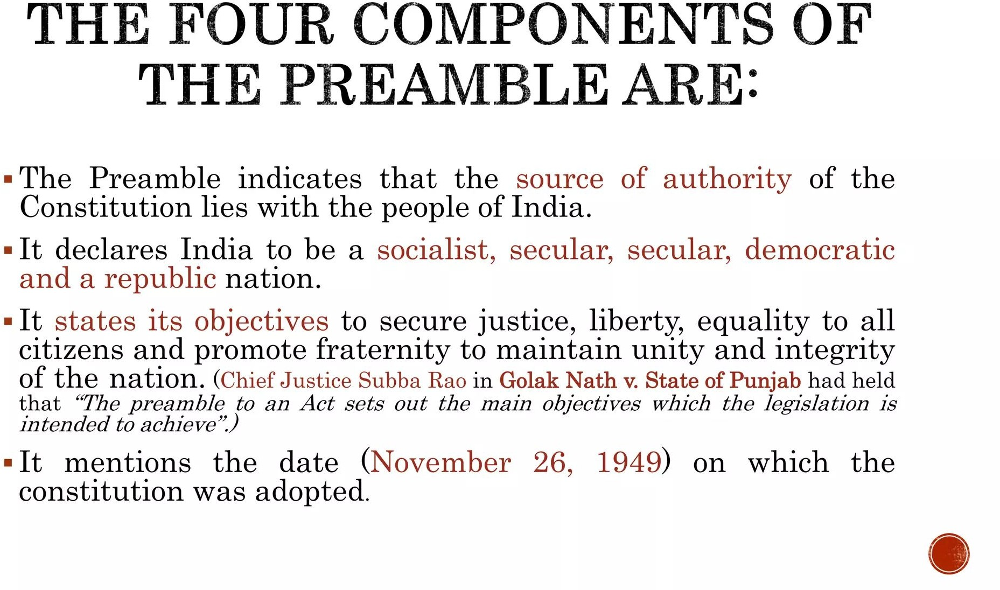 THE FOUR COMPONENTS OF
THE PREAMBLE ARE:
▪ The Preamble indicates that the source of authority of the
Constitution lies with the people of India.
▪ It declares India to be a socialist, secular, secular, democratic
and a republic nation.
▪ It states its objectives to secure justice, liberty, equality to all
citizens and promote fraternity to maintain unity and integrity
of the nation. (Chief Justice Subba Rao in Golak Nath v. State of Punjab had held
that “The preamble to an Act sets out the main objectives which the legislation is
intended to achieve”.)
▪ It mentions the date (November 26, 1949) on which the
constitution was adopted.